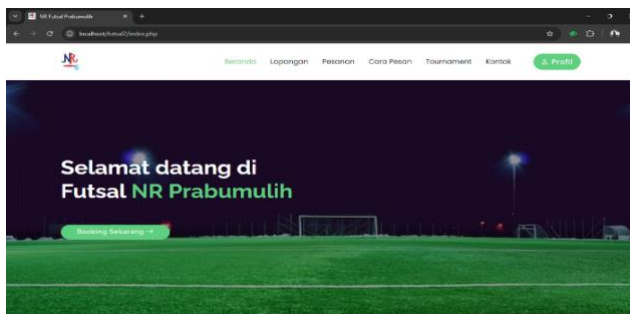 NR Futsal Prabumulih
localhost/futsal2/index.php
NR
Beranda Lapangan Pesanan Cara Pesan Tournament Kontak Profil
Selamat datang di
Futsal NR Prabumulih
Booking Sekarang →